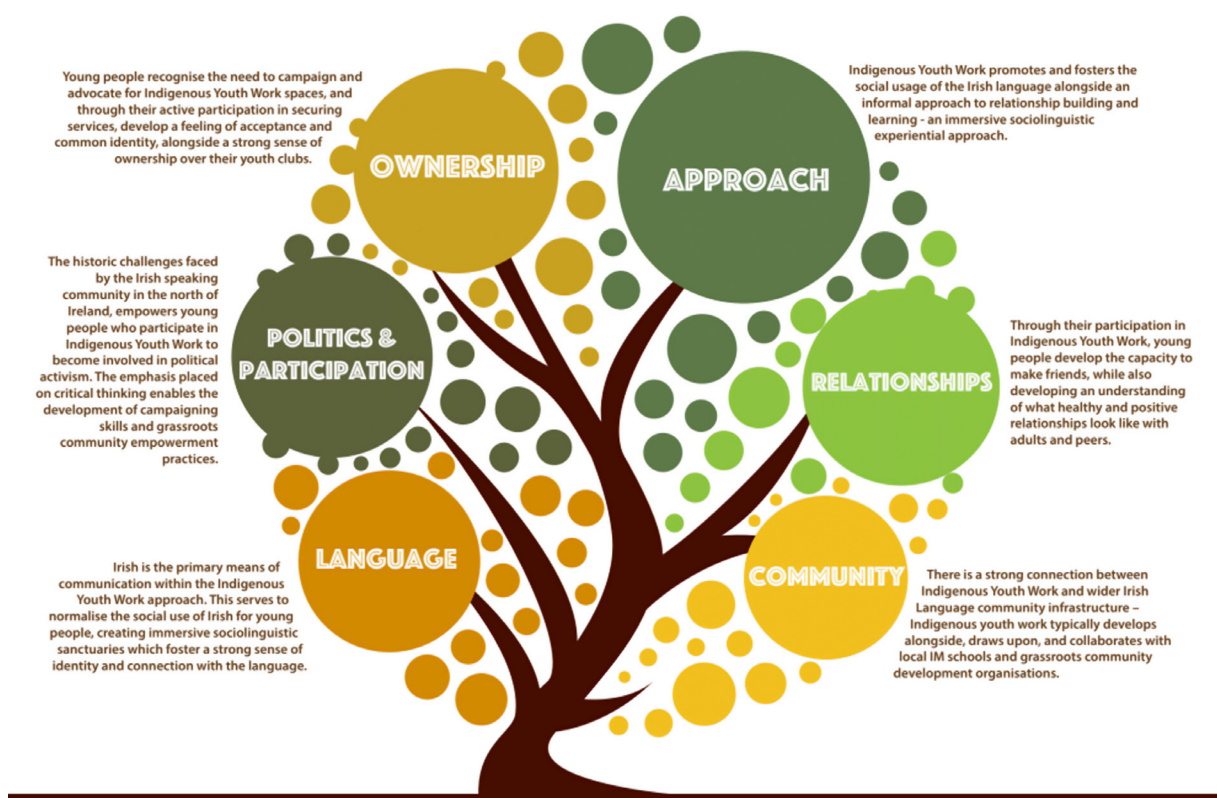 Young people recognise the need to campaign and
advocate for Indigenous Youth Work spaces, and
through their active participation in securing
services, develop a feeling of acceptance and
common identity, alongside a strong sense of
ownership over their youth clubs.
OWNERSHIP
APPROACH
Indigenous Youth Work promotes and fosters the
social usage of the Irish language alongside an
informal approach to relationship building and
learning - an immersive sociolinguistic
experiential approach.
The historic challenges faced
by the Irish speaking
community in the north of
Ireland, empowers young
people who participate in
Indigenous Youth Work to
become involved in political
activism. The emphasis placed
on critical thinking enables the
development of campaigning
skills and grassroots
community empowerment
practices.
POLITICS &
PARTICIPATION
RELATIONSHIPS
Through their participation in
Indigenous Youth Work, young
people develop the capacity to
make friends, while also
developing an understanding
of what healthy and positive
relationships look like with
adults and peers.
LANGUAGE
Irish is the primary means of
communication within the Indigenous
Youth Work approach. This serves to
normalise the social use of Irish for young
people, creating immersive sociolinguistic
sanctuaries which foster a strong sense of
identity and connection with the language.
COMMUNITY
There is a strong connection between
Indigenous Youth Work and wider Irish
Language community infrastructure –
Indigenous youth work typically develops
alongside, draws upon, and collaborates with
local IM schools and grassroots community
development organisations.